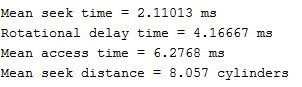 Mean seek time = 2.11013 ms
Rotational delay time = 4.16667 ms
Mean access time = 6.2768 ms
Mean seek distance = 8.057 cylinders